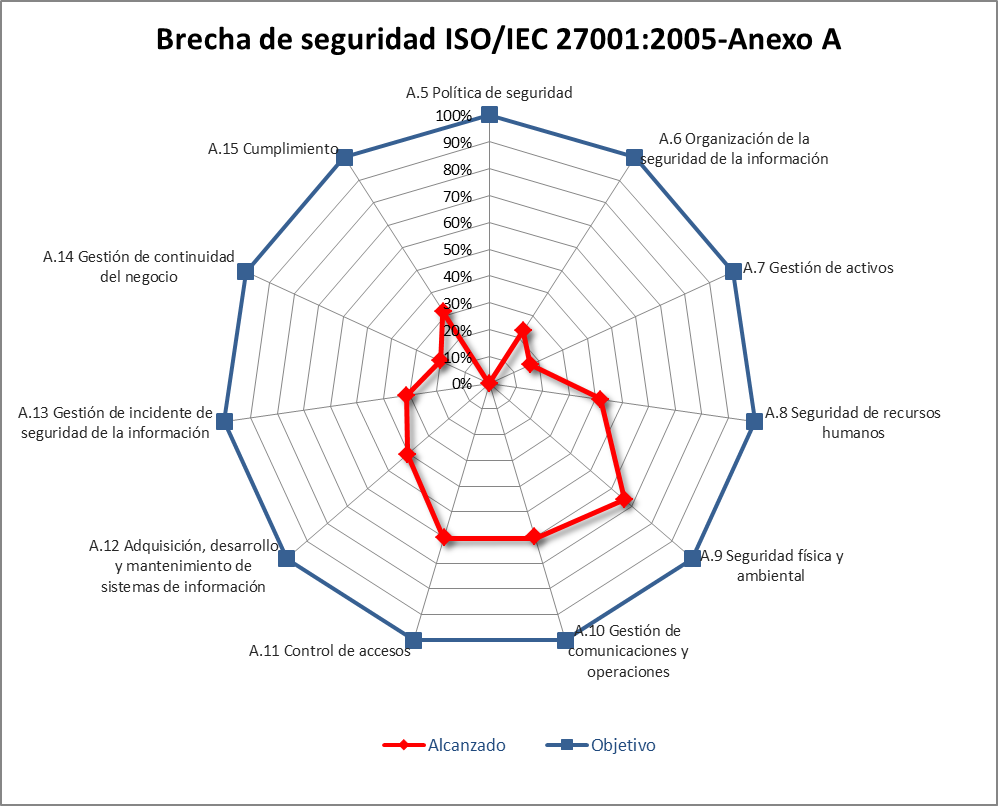 Brecha de seguridad ISO/IEC 27001:2005-Anexo A
A.5 Política de seguridad
100%
90%
80%
70%
60%
50%
40%
30%
20%
10%
0%
A.6 Organización de la
seguridad de la información
A.7 Gestión de activos
A.8 Seguridad de recursos
humanos
A.9 Seguridad física y
ambiental
A.10 Gestión de
comunicaciones y
operaciones
A.11 Control de accesos
A.12 Adquisición, desarrollo
y mantenimiento de
sistemas de información
A.13 Gestión de incidente de
seguridad de la información
A.14 Gestión de continuidad
del negocio
A.15 Cumplimiento
Alcanzado
Objetivo